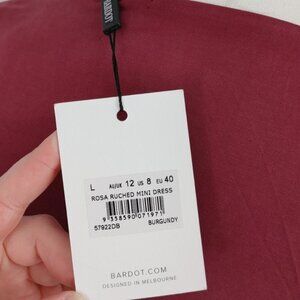 BARDOT
L AU/UK 12 US 8 EU 40
ROSA RUCHED MINI DRESS
9 358590 071971
57922DB BURGUNDY
BARDOT.COM
DESIGNED IN MELBOURNE